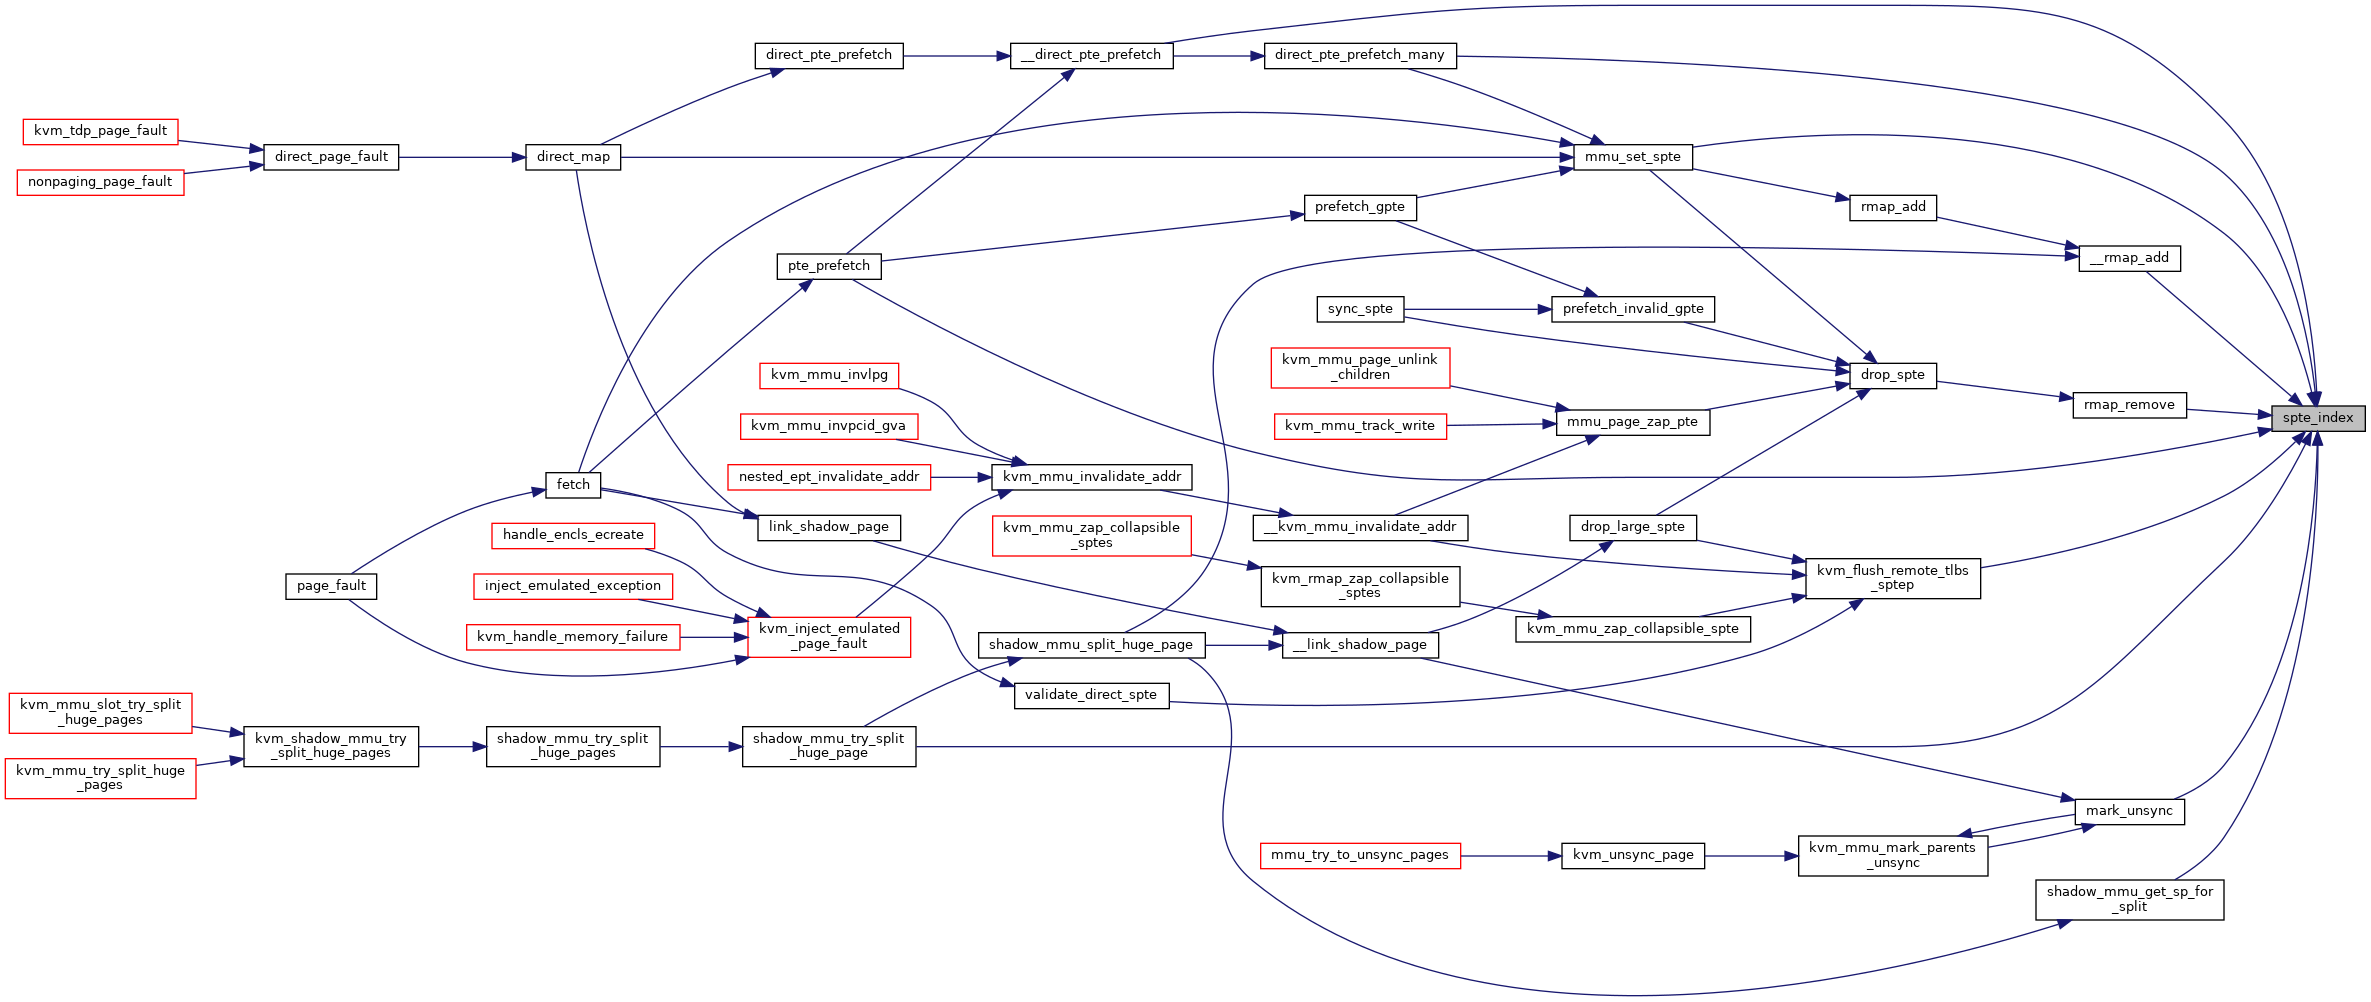 direct_pte_prefetch
__direct_pte_prefetch
direct_pte_prefetch_many
kvm_tdp_page_fault
direct_page_fault
direct_map
mmu_set_spte
nonpaging_page_fault
prefetch_gpte
rmap_add
pte_prefetch
__rmap_add
sync_spte
prefetch_invalid_gpte
kvm_mmu_page_unlink
_children
kvm_mmu_invlpg
drop_spte
rmap_remove
spte_index
kvm_mmu_invpcid_gva
kvm_mmu_track_write
mmu_page_zap_pte
nested_ept_invalidate_addr
kvm_mmu_invalidate_addr
fetch
link_shadow_page
__kvm_mmu_invalidate_addr
drop_large_spte
handle_encls_ecreate
kvm_mmu_zap_collapsible
_sptes
kvm_flush_remote_tlbs
_sptep
page_fault
inject_emulated_exception
kvm_rmap_zap_collapsible
_sptes
kvm_handle_memory_failure
kvm_inject_emulated
_page_fault
kvm_mmu_zap_collapsible_spte
shadow_mmu_split_huge_page
__link_shadow_page
validate_direct_spte
kvm_mmu_slot_try_split
_huge_pages
kvm_shadow_mmu_try
_split_huge_pages
shadow_mmu_try_split
_huge_pages
shadow_mmu_try_split
_huge_page
kvm_mmu_try_split_huge
_pages
mark_unsync
mmu_try_to_unsync_pages
kvm_unsync_page
kvm_mmu_mark_parents
_unsync
shadow_mmu_get_sp_for
_split